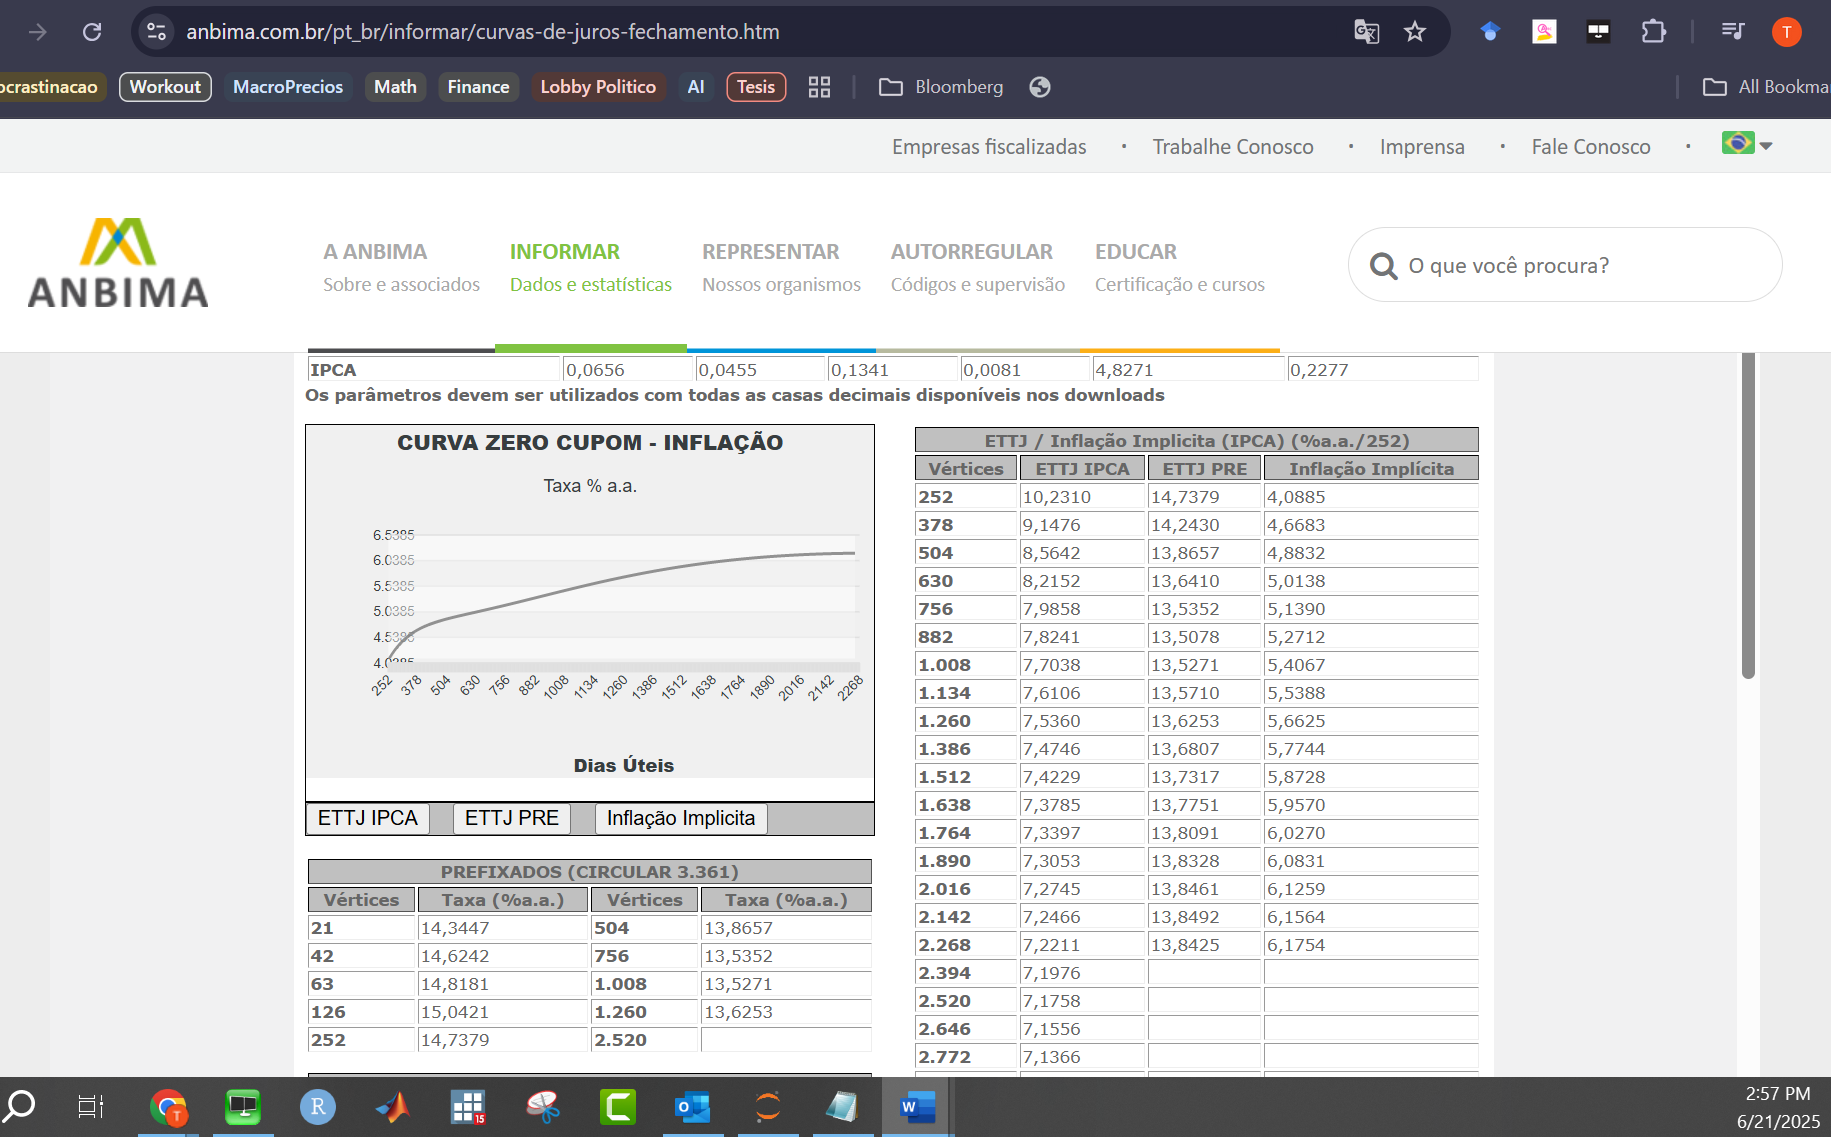 anbima.com.br/pt_br/informar/curvas-de-juros-fechamento.htm
T
ocrastinacao Workout MacroPrecios Math Finance Lobby Politico AI Tesis Bloomberg All Bookma
Empresas fiscalizadas • Trabalhe Conosco • Imprensa • Fale Conosco •
ANBIMA
A ANBIMA INFORMAR REPRESENTAR AUTORREGULAR EDUCAR
Sobre e associados Dados e estatísticas Nossos organismos Códigos e supervisão Certificação e cursos
O que você procura?
IPCA 0,0656 0,0455 0,1341 0,0081 4,8271 0,2277
Os parâmetros devem ser utilizados com todas as casas decimais disponíveis nos downloads
CURVA ZERO CUPOM - INFLAÇÃO
Taxa % a.a.
6.5385
6.0385
5.5385
5.0385
4.5385
4.0385
252 378 504 630 756 882 1008 1134 1260 1386 1512 1638 1764 1890 2016 2142 2268
Dias Úteis
ETTJ IPCA ETTJ PRE Inflação Implicita
PREFIXADOS (CIRCULAR 3.361)
Vértices Taxa (%a.a.) Vértices Taxa (%a.a.)
21 14,3447 504 13,8657
42 14,6242 756 13,5352
63 14,8181 1.008 13,5271
126 15,0421 1.260 13,6253
252 14,7379 2.520
ETTJ / Inflação Implicita (IPCA) (%a.a./252)
Vértices ETTJ IPCA ETTJ PRE Inflação Implícita
252 10,2310 14,7379 4,0885
378 9,1476 14,2430 4,6683
504 8,5642 13,8657 4,8832
630 8,2152 13,6410 5,0138
756 7,9858 13,5352 5,1390
882 7,8241 13,5078 5,2712
1.008 7,7038 13,5271 5,4067
1.134 7,6106 13,5710 5,5388
1.260 7,5360 13,6253 5,6625
1.386 7,4746 13,6807 5,7744
1.512 7,4229 13,7317 5,8728
1.638 7,3785 13,7751 5,9570
1.764 7,3397 13,8091 6,0270
1.890 7,3053 13,8328 6,0831
2.016 7,2745 13,8461 6,1259
2.142 7,2466 13,8492 6,1564
2.268 7,2211 13,8425 6,1754
2.394 7,1976
2.520 7,1758
2.646 7,1556
2.772 7,1366
T
R
15
C
O
W
2:57 PM
6/21/2025